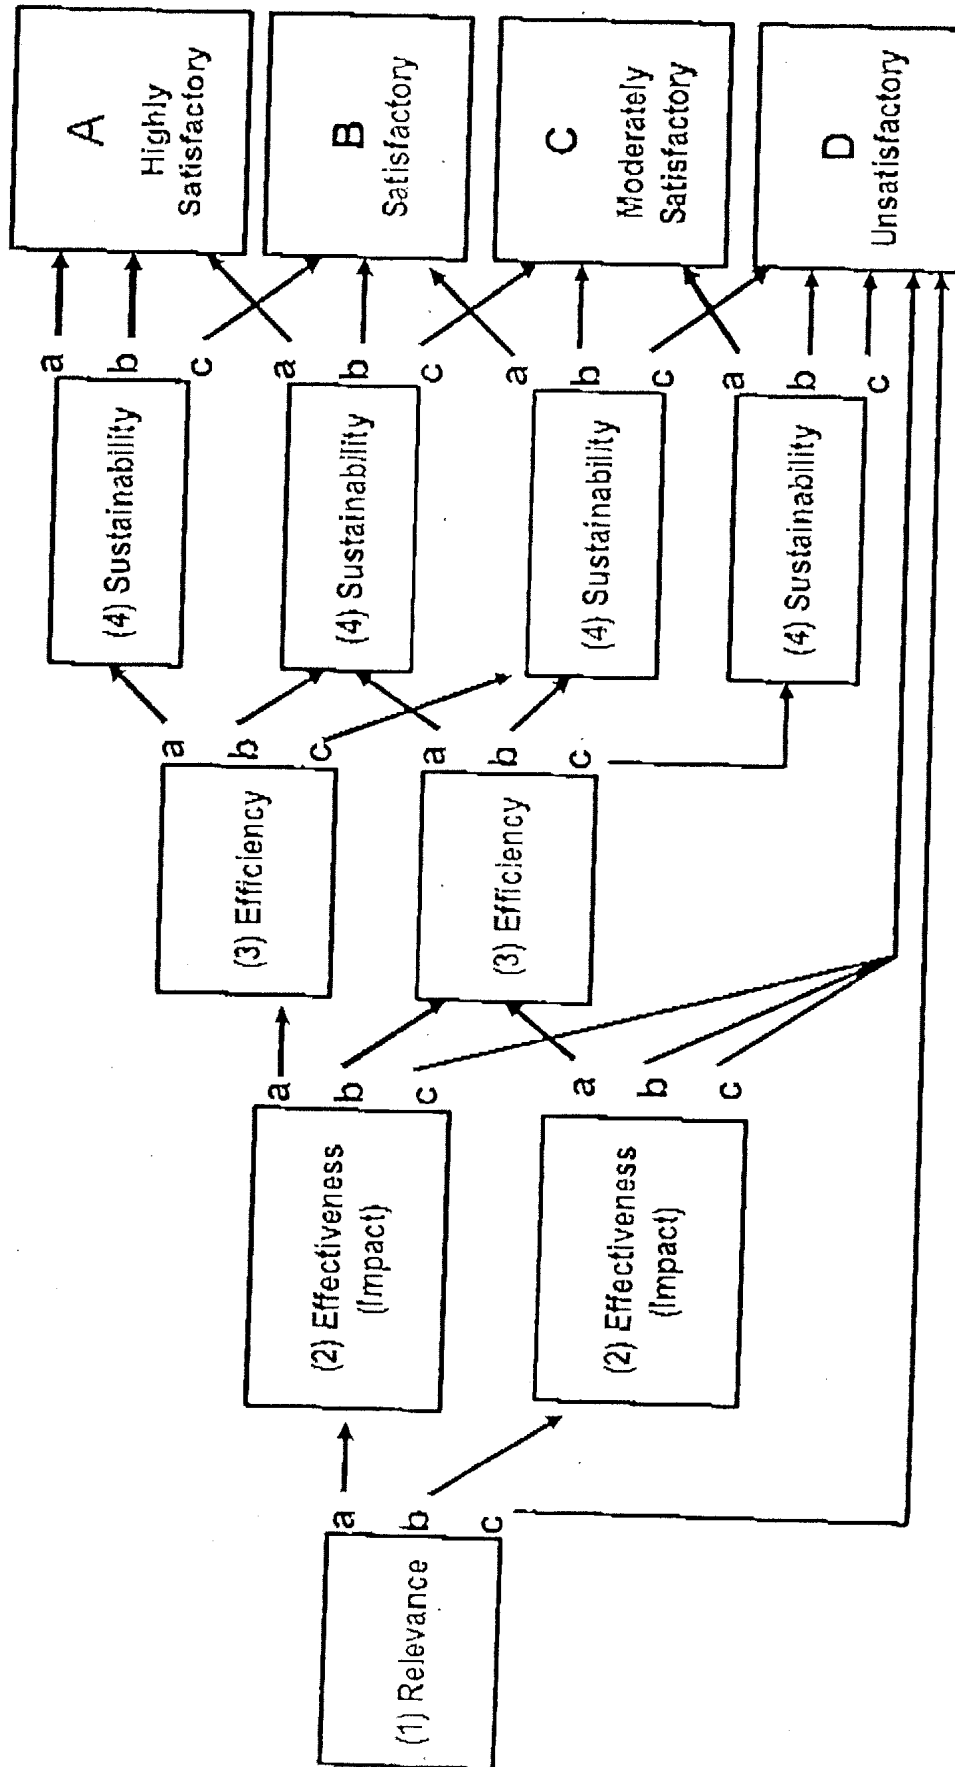 (1) Relevance
a
b
c
(2) Effectiveness
(Impact)
a
b
c
(2) Effectiveness
(Impact)
a
b
c
(3) Efficiency
a
b
c
(3) Efficiency
a
b
c
(4) Sustainability
a
b
c
(4) Sustainability
a
b
c
(4) Sustainability
a
b
c
(4) Sustainability
a
b
c
A
Highly
Satisfactory
B
Satisfactory
C
Moderately
Satisfactory
D
Unsatisfactory